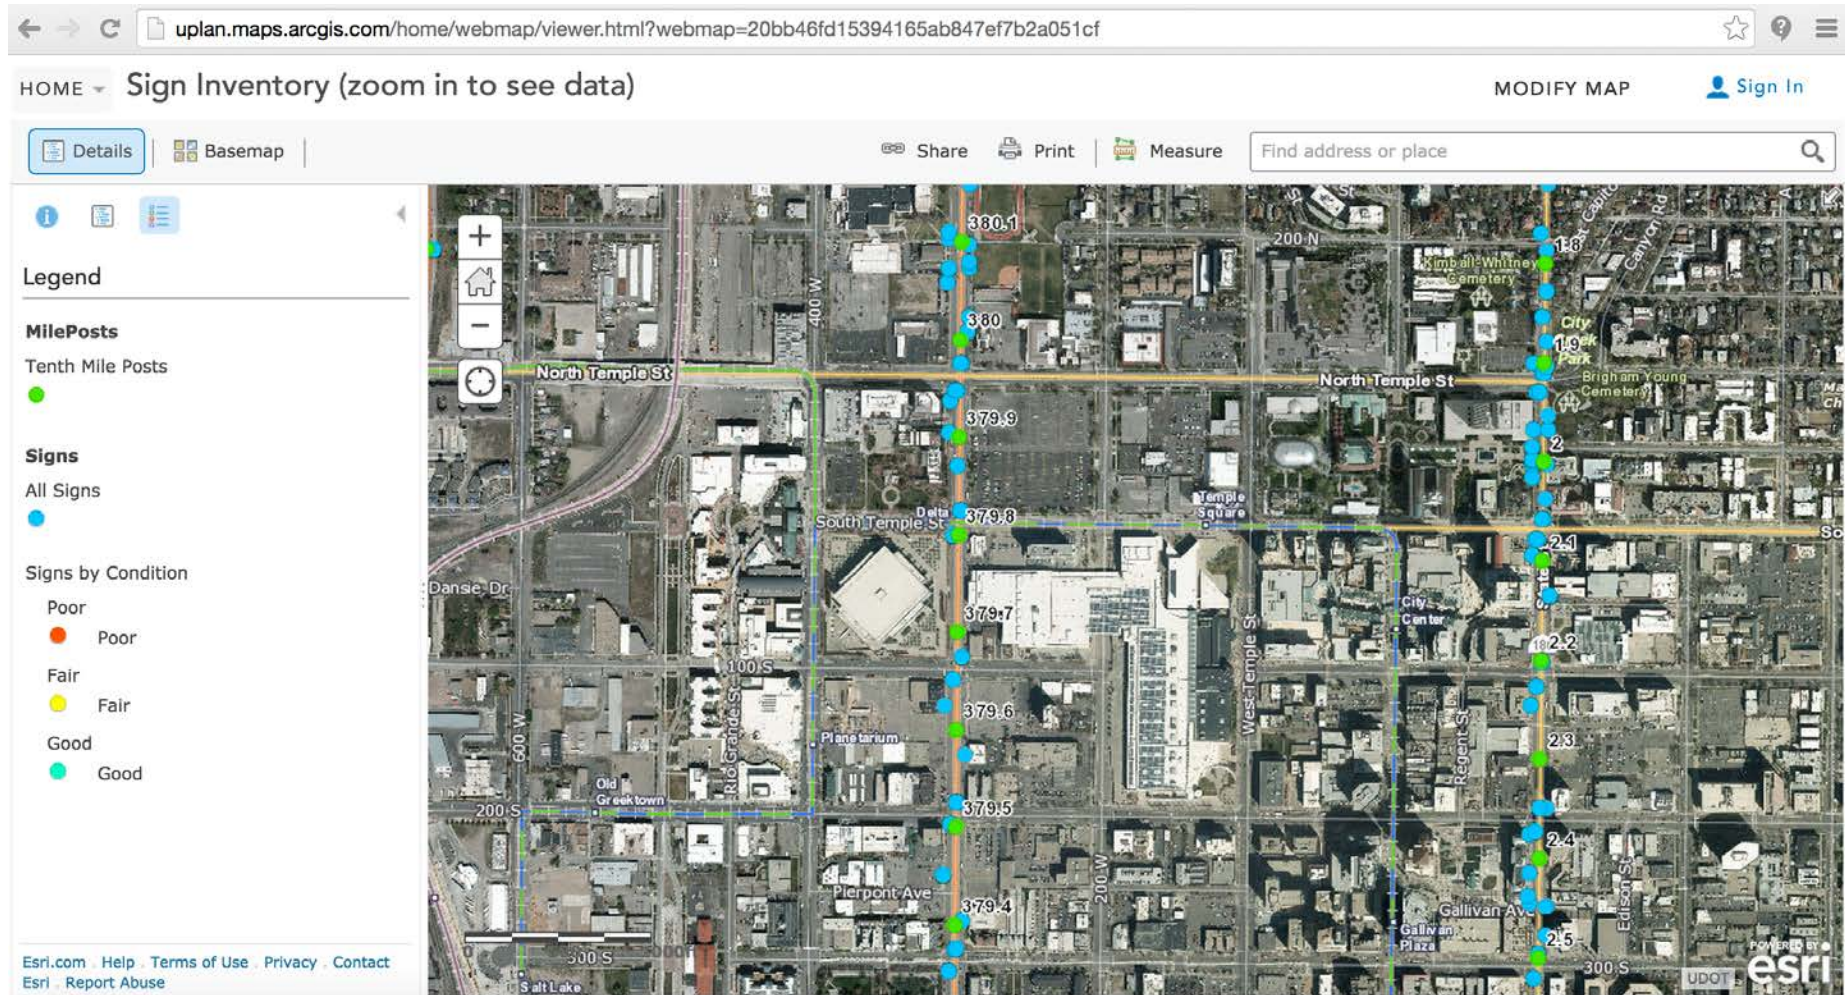 uplan.maps.arcgis.com/home/webmap/viewer.html?webmap=20bb46fd15394165ab847ef7b2a051cf
HOME Sign Inventory (zoom in to see data) MODIFY MAP Sign In
Details Basemap Share Print Measure Find address or place
Legend
MilePosts
Tenth Mile Posts
Signs
All Signs
Signs by Condition
Poor
Poor
Fair
Fair
Good
Good
Esri.com . Help . Terms of Use . Privacy . Contact
Esri . Report Abuse
380.1
200 N
1.8
Canyon Rd
Kimball-Whitney
Cemetery
400 W
380
City
Park
1.9
North Temple St
North Temple St
Brigham Young
Cemetery
379.9
2
Temple
Square
Delta
South Temple St
379.8
2.1
Dansie Dr
379.7
City
Center
West Temple St
2.2
100 S
Rio Grande St
379.6
Regent St
600 W
Planetarium
2.3
Old
Greektown
200 S
379.5
2.4
Pierpont Ave
200 W
379.4
Edison St
Gallivan Ave
Gallivan
Plaza
2.5
300 S
300 S
Salt Lake
UDOT
POWERED BY
esri